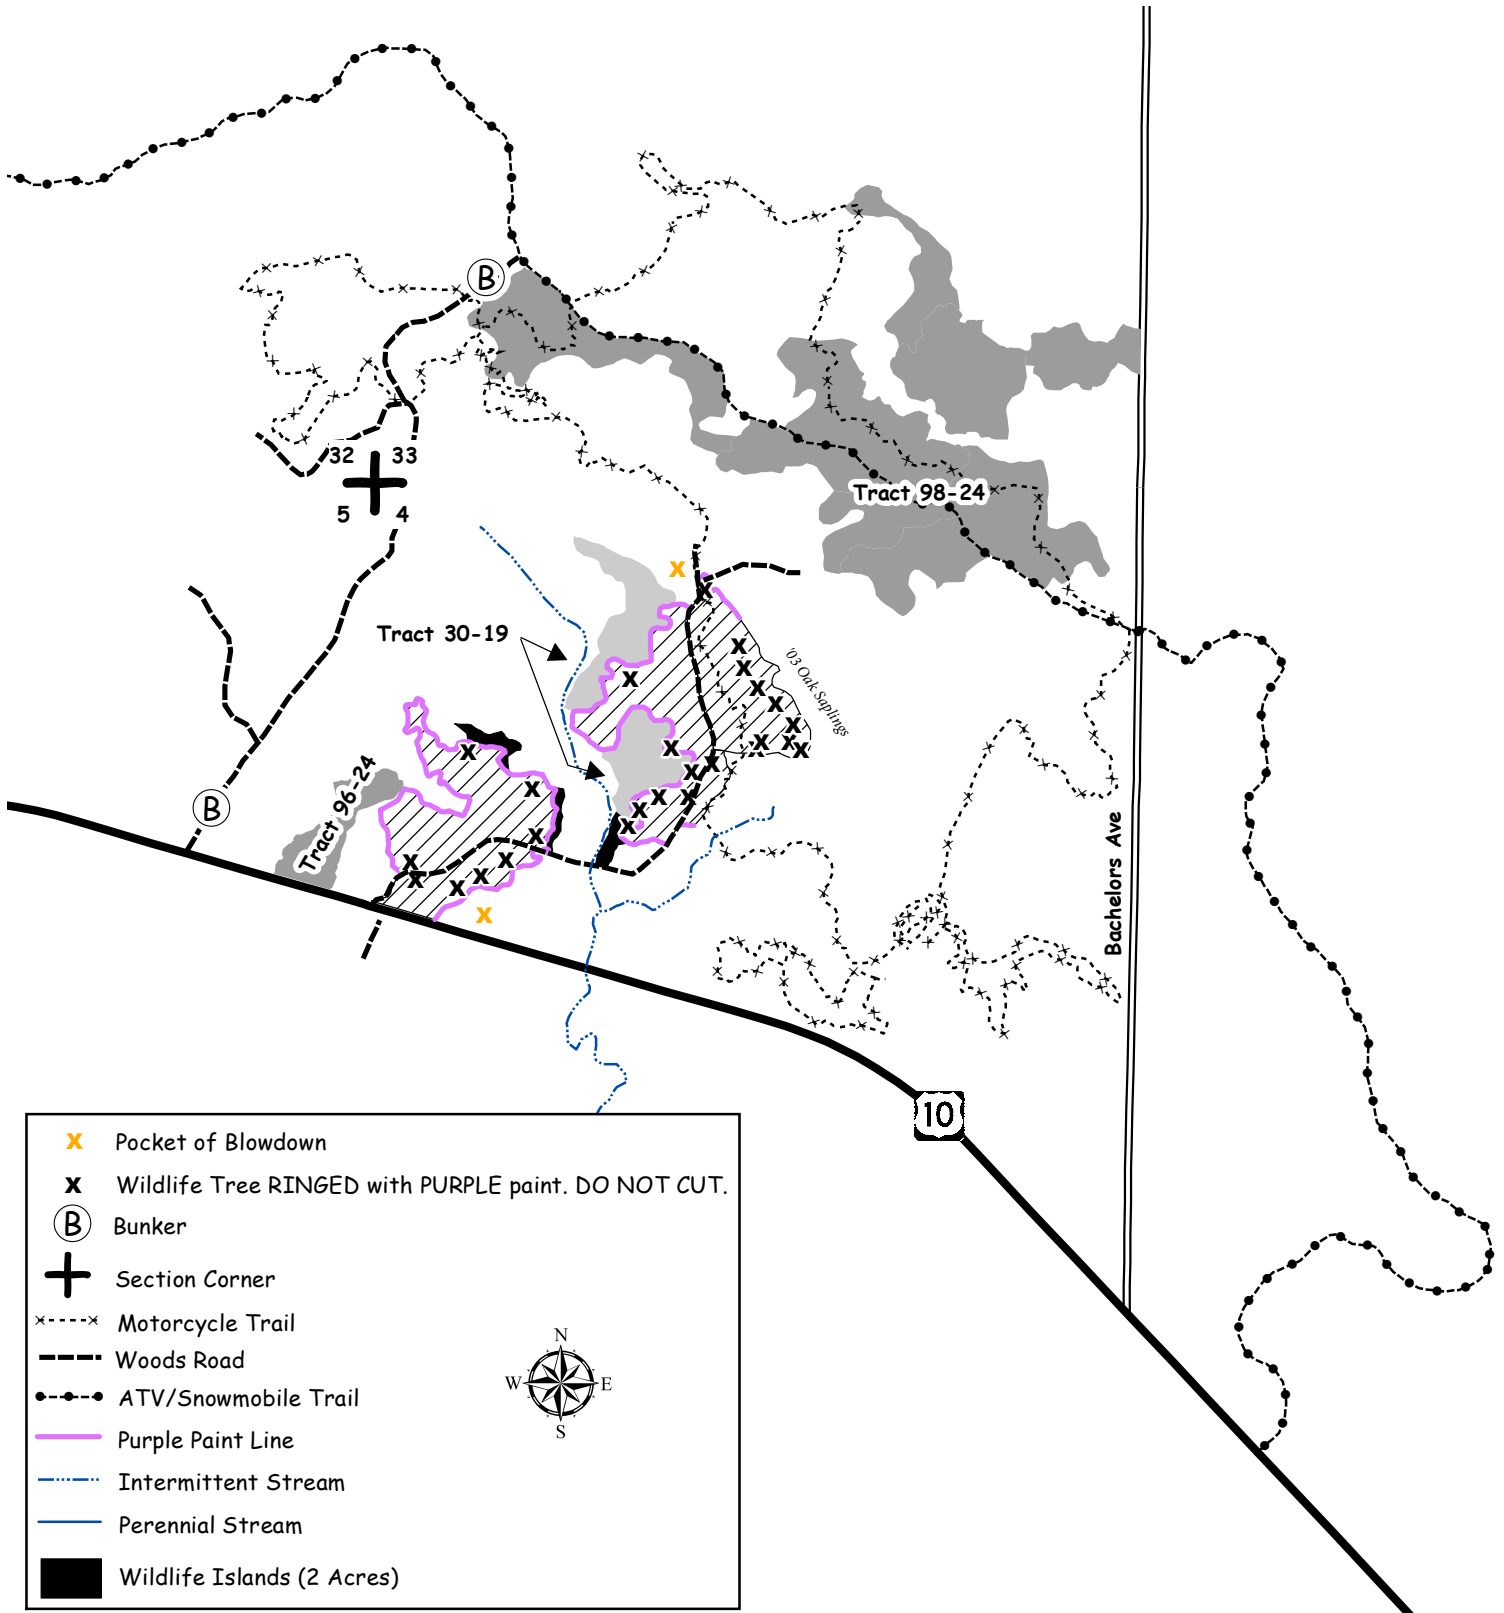 B
32
33
5
4
Tract 98-24
Tract 30-19
'03 Oak Saplings
Tract 96-24
B
Bachelors Ave
10
x Pocket of Blowdown
x Wildlife Tree RINGED with PURPLE paint. DO NOT CUT.
B Bunker
Section Corner
Motorcycle Trail
Woods Road
ATV/Snowmobile Trail
Purple Paint Line
Intermittent Stream
Perennial Stream
Wildlife Islands (2 Acres)
N
W E
S